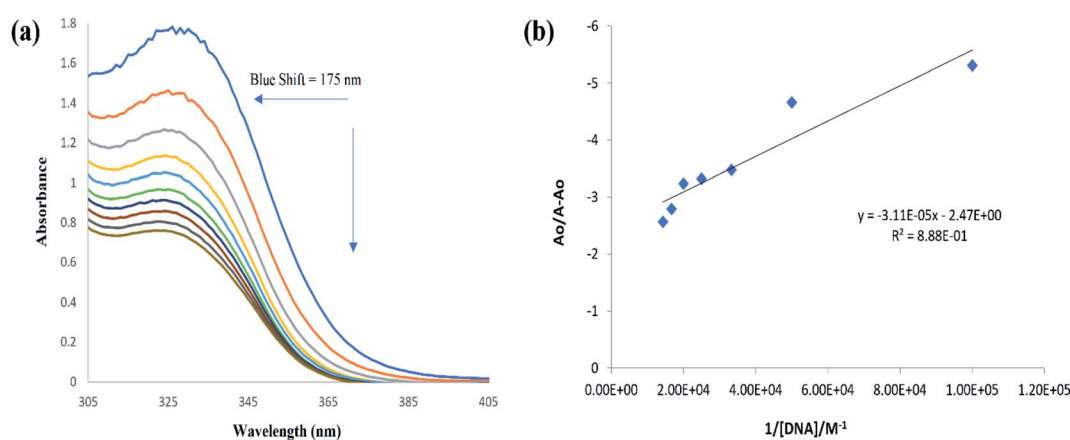 (a)
1.8
1.6
1.4
1.2
1
0.8
0.6
0.4
0.2
0
Absorbance
Blue Shift = 175 nm
305 325 345 365 385 405
Wavelength (nm)
(b)
-6
-5
-4
-3
-2
-1
0
Ao/A-Ao
y = -3.11E-05x - 2.47E+00
R² = 8.88E-01
0.00E+00 2.00E+04 4.00E+04 6.00E+04 8.00E+04 1.00E+05 1.20E+05
1/[DNA]/M⁻¹